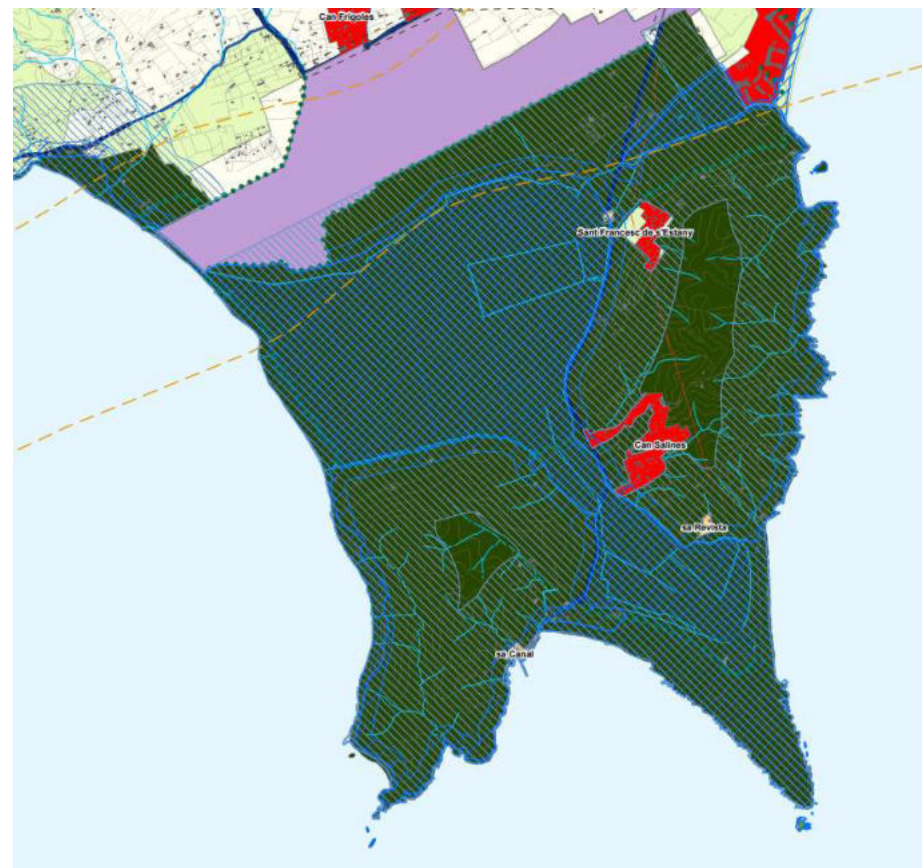 Can Frigoles
Sant Francesc de s'Estany
Can Salines
sa Revista
sa Canal